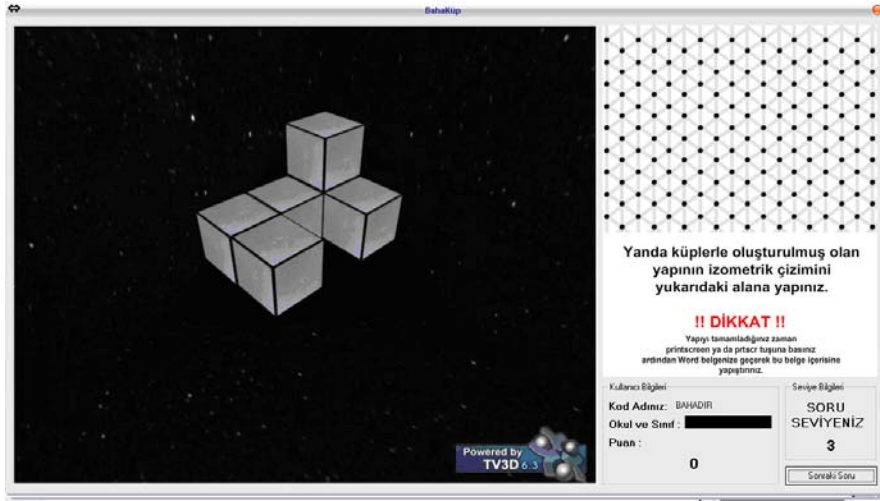 BahaKüp
Yanda küplerle oluşturulmuş olan
yapının izometrik çizimini
yukarıdaki alana yapınız.
!! DİKKAT !!
Yapıyı tamamladığınız zaman
printscreen ya da prtscr tuşuna basınız
ardından Word belgenize geçerek bu belge içerisine
yapıştırınız.
Kullanıcı Bilgileri
Kod Adınız: BAHADIR
Okul ve Sınıf :
Puan :
0
Seviye Bilgileri
SORU
SEVİYENİZ
3
Sonraki Soru
Powered by
TV3D 6.3